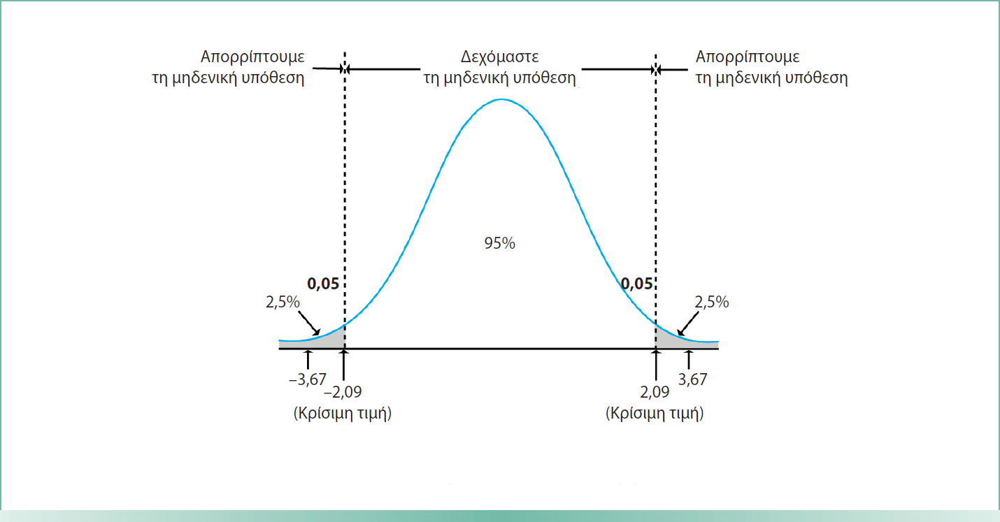 Απορρίπτουμε
τη μηδενική υπόθεση
Δεχόμαστε
τη μηδενική υπόθεση
Απορρίπτουμε
τη μηδενική υπόθεση
95%
0,05
2,5%
0,05
2,5%
–3,67
–2,09
(Κρίσιμη τιμή)
2,09
3,67
(Κρίσιμη τιμή)